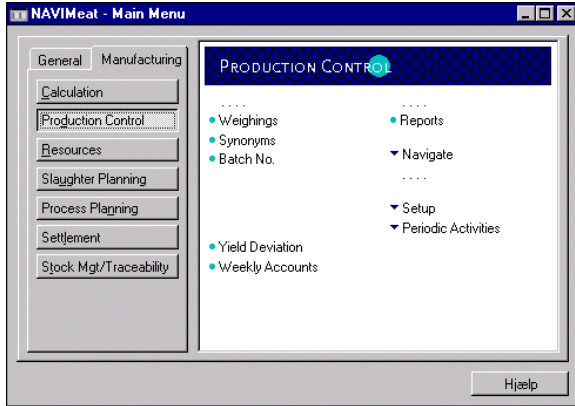 NAVIMeat - Main Menu
General Manufacturing
Calculation
Production Control
Resources
Slaughter Planning
Process Planning
Settlement
Stock Mgt/Traceability
PRODUCTION CONTROL
. . . .
Weighings
Synonyms
Batch No.
Yield Deviation
Weekly Accounts
. . . .
Reports
Navigate
. . . .
Setup
Periodic Activities
Hjælp